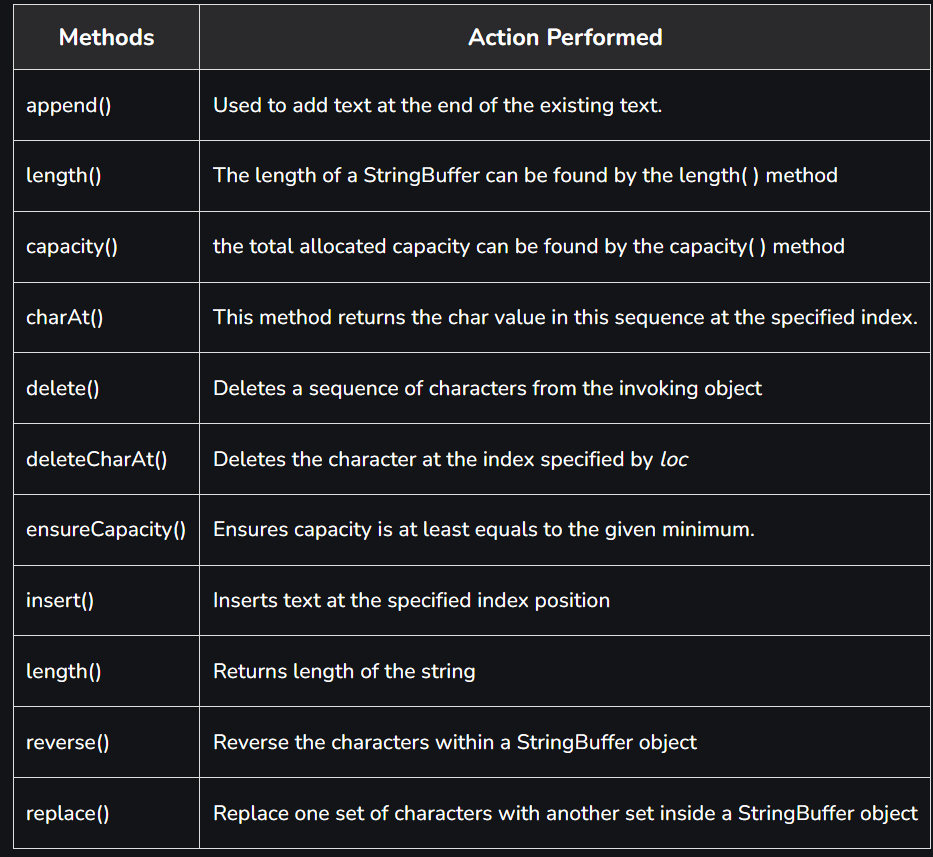 Methods Action Performed
append() Used to add text at the end of the existing text.
length() The length of a StringBuffer can be found by the length( ) method
capacity() the total allocated capacity can be found by the capacity( ) method
charAt() This method returns the char value in this sequence at the specified index.
delete() Deletes a sequence of characters from the invoking object
deleteCharAt() Deletes the character at the index specified by loc
ensureCapacity() Ensures capacity is at least equals to the given minimum.
insert() Inserts text at the specified index position
length() Returns length of the string
reverse() Reverse the characters within a StringBuffer object
replace() Replace one set of characters with another set inside a StringBuffer object